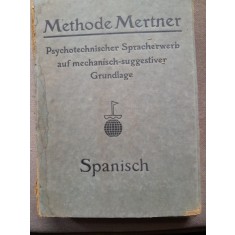 Methode Mertner
Psychotechnischer Spracherwerb
auf mechanisch-suggestiver
Grundlage
Spanisch